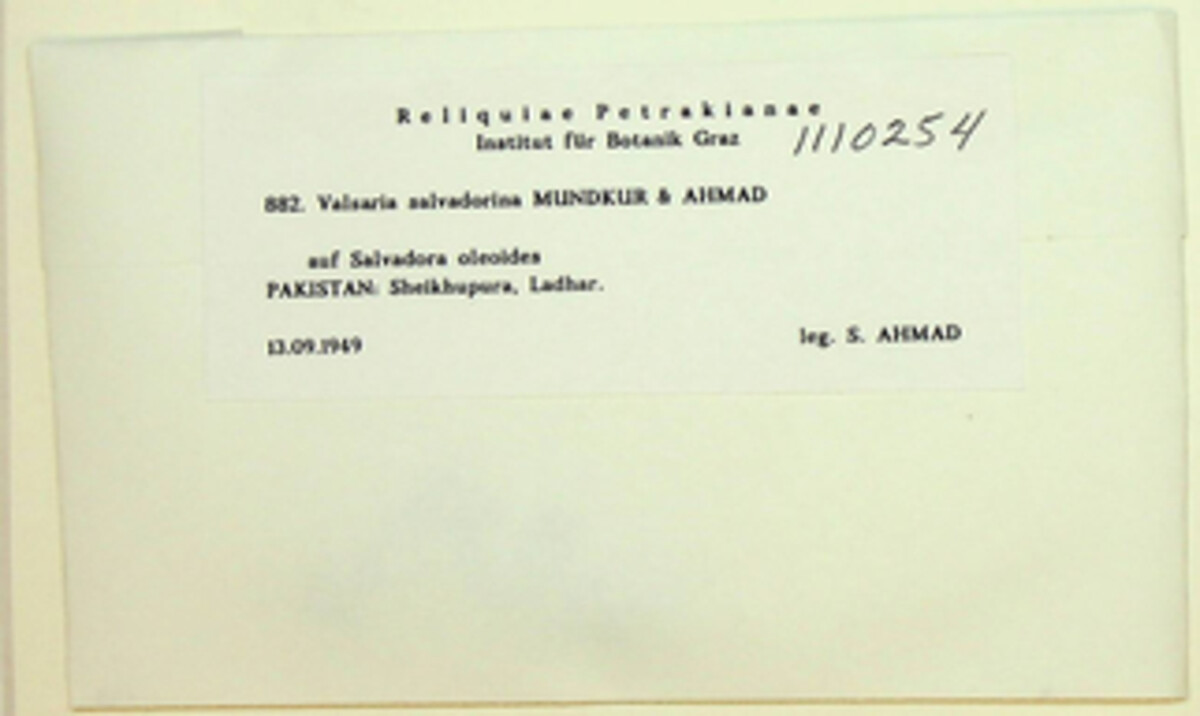 Reliquiae Petrakianae
Institut für Botanik Graz 1110254
882. Valsaria salvadorina MUNDKUR & AHMAD
auf Salvadora oleoides
PAKISTAN: Sheikhupura, Ladhar.
13.09.1949 leg. S. AHMAD